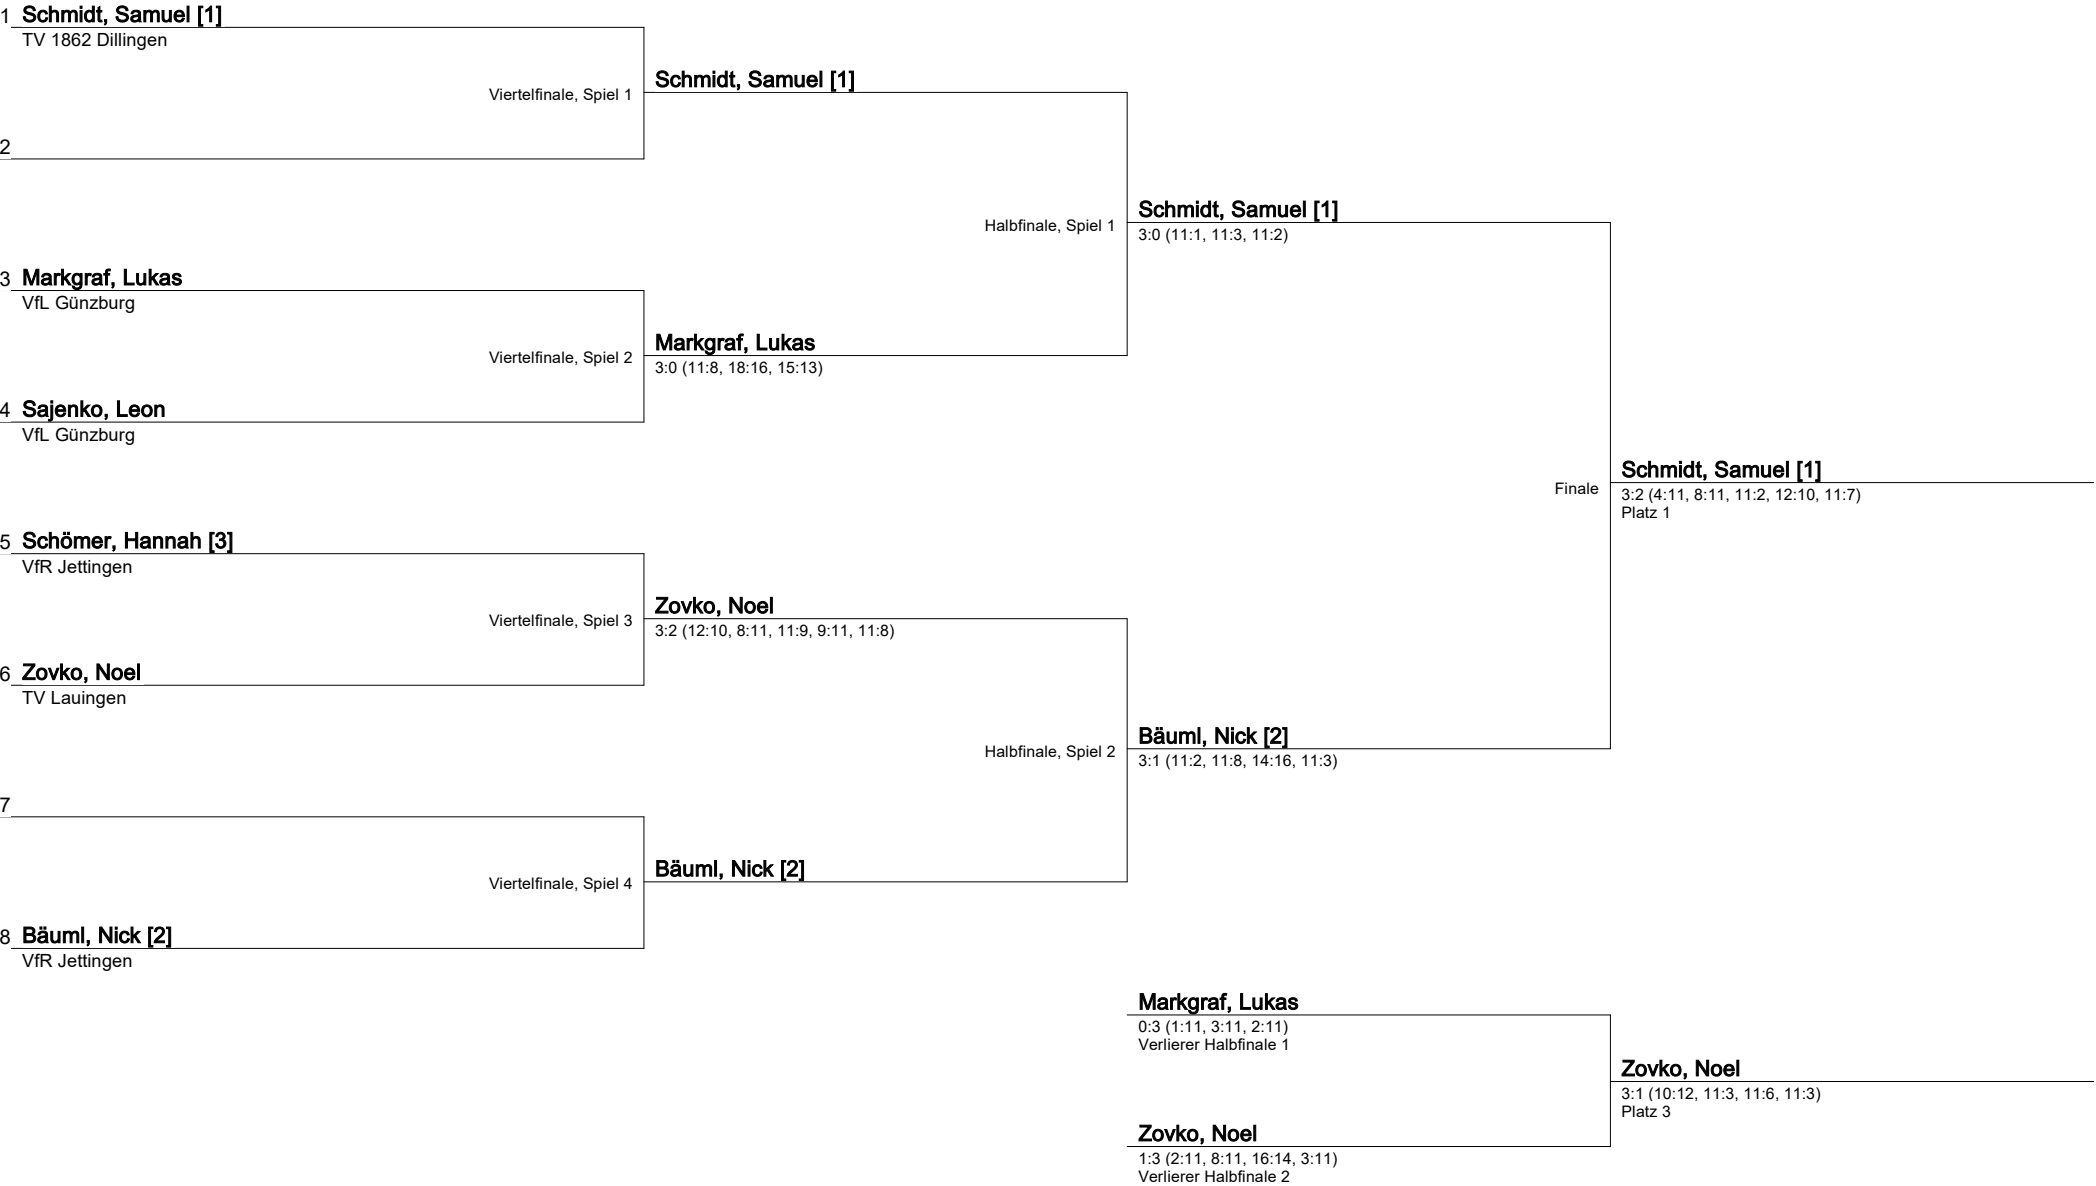 1 Schmidt, Samuel [1]
TV 1862 Dillingen
Viertelfinale, Spiel 1
Schmidt, Samuel [1]
2
Halbfinale, Spiel 1
Schmidt, Samuel [1]
3:0 (11:1, 11:3, 11:2)
3 Markgraf, Lukas
VfL Günzburg
Viertelfinale, Spiel 2
Markgraf, Lukas
3:0 (11:8, 18:16, 15:13)
4 Sajenko, Leon
VfL Günzburg
Finale
Schmidt, Samuel [1]
3:2 (4:11, 8:11, 11:2, 12:10, 11:7)
Platz 1
5 Schömer, Hannah [3]
VfR Jettingen
Viertelfinale, Spiel 3
Zovko, Noel
3:2 (12:10, 8:11, 11:9, 9:11, 11:8)
6 Zovko, Noel
TV Lauingen
Halbfinale, Spiel 2
Bäuml, Nick [2]
3:1 (11:2, 11:8, 14:16, 11:3)
7
Viertelfinale, Spiel 4
Bäuml, Nick [2]
8 Bäuml, Nick [2]
VfR Jettingen
Markgraf, Lukas
0:3 (1:11, 3:11, 2:11)
Verlierer Halbfinale 1
Zovko, Noel
3:1 (10:12, 11:3, 11:6, 11:3)
Platz 3
Zovko, Noel
1:3 (2:11, 8:11, 16:14, 3:11)
Verlierer Halbfinale 2